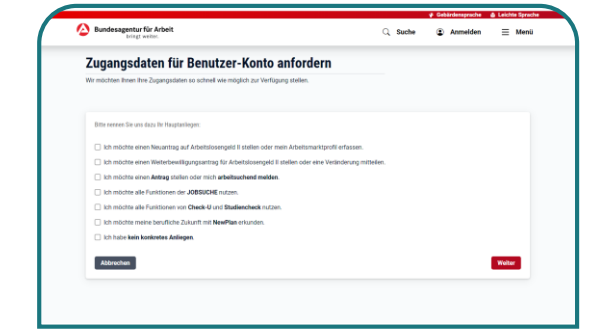 Gebärdensprache Leichte Sprache
Bundesagentur für Arbeit
bringt weiter.
Suche Anmelden Menü
Zugangsdaten für Benutzer-Konto anfordern
Wir möchten Ihnen Ihre Zugangsdaten so schnell wie möglich zur Verfügung stellen.
Bitte nennen Sie uns dazu Ihr Hauptanliegen:
Ich möchte einen Neuantrag auf Arbeitslosengeld II stellen oder mein Arbeitsmarktprofil erfassen.
Ich möchte einen Weiterbewilligungsantrag für Arbeitslosengeld II stellen oder eine Veränderung mitteilen.
Ich möchte einen Antrag stellen oder mich arbeitsuchend melden.
Ich möchte alle Funktionen der JOBSUCHE nutzen.
Ich möchte alle Funktionen von Check-U und Studiencheck nutzen.
Ich möchte meine berufliche Zukunft mit NewPlan erkunden.
Ich habe kein konkretes Anliegen.
Abbrechen Weiter